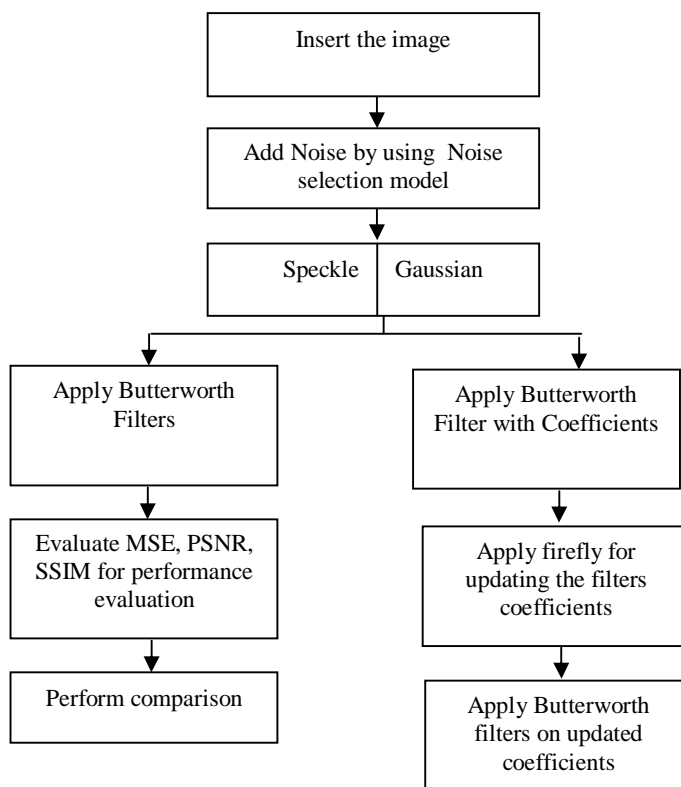 Insert the image
Add Noise by using  Noise
selection model
Speckle
Gaussian
Apply Butterworth
Filters
Evaluate MSE, PSNR,
SSIM for performance
evaluation
Perform comparison
Apply Butterworth
Filter with Coefficients
Apply firefly for
updating the filters
coefficients
Apply Butterworth
filters on updated
coefficients